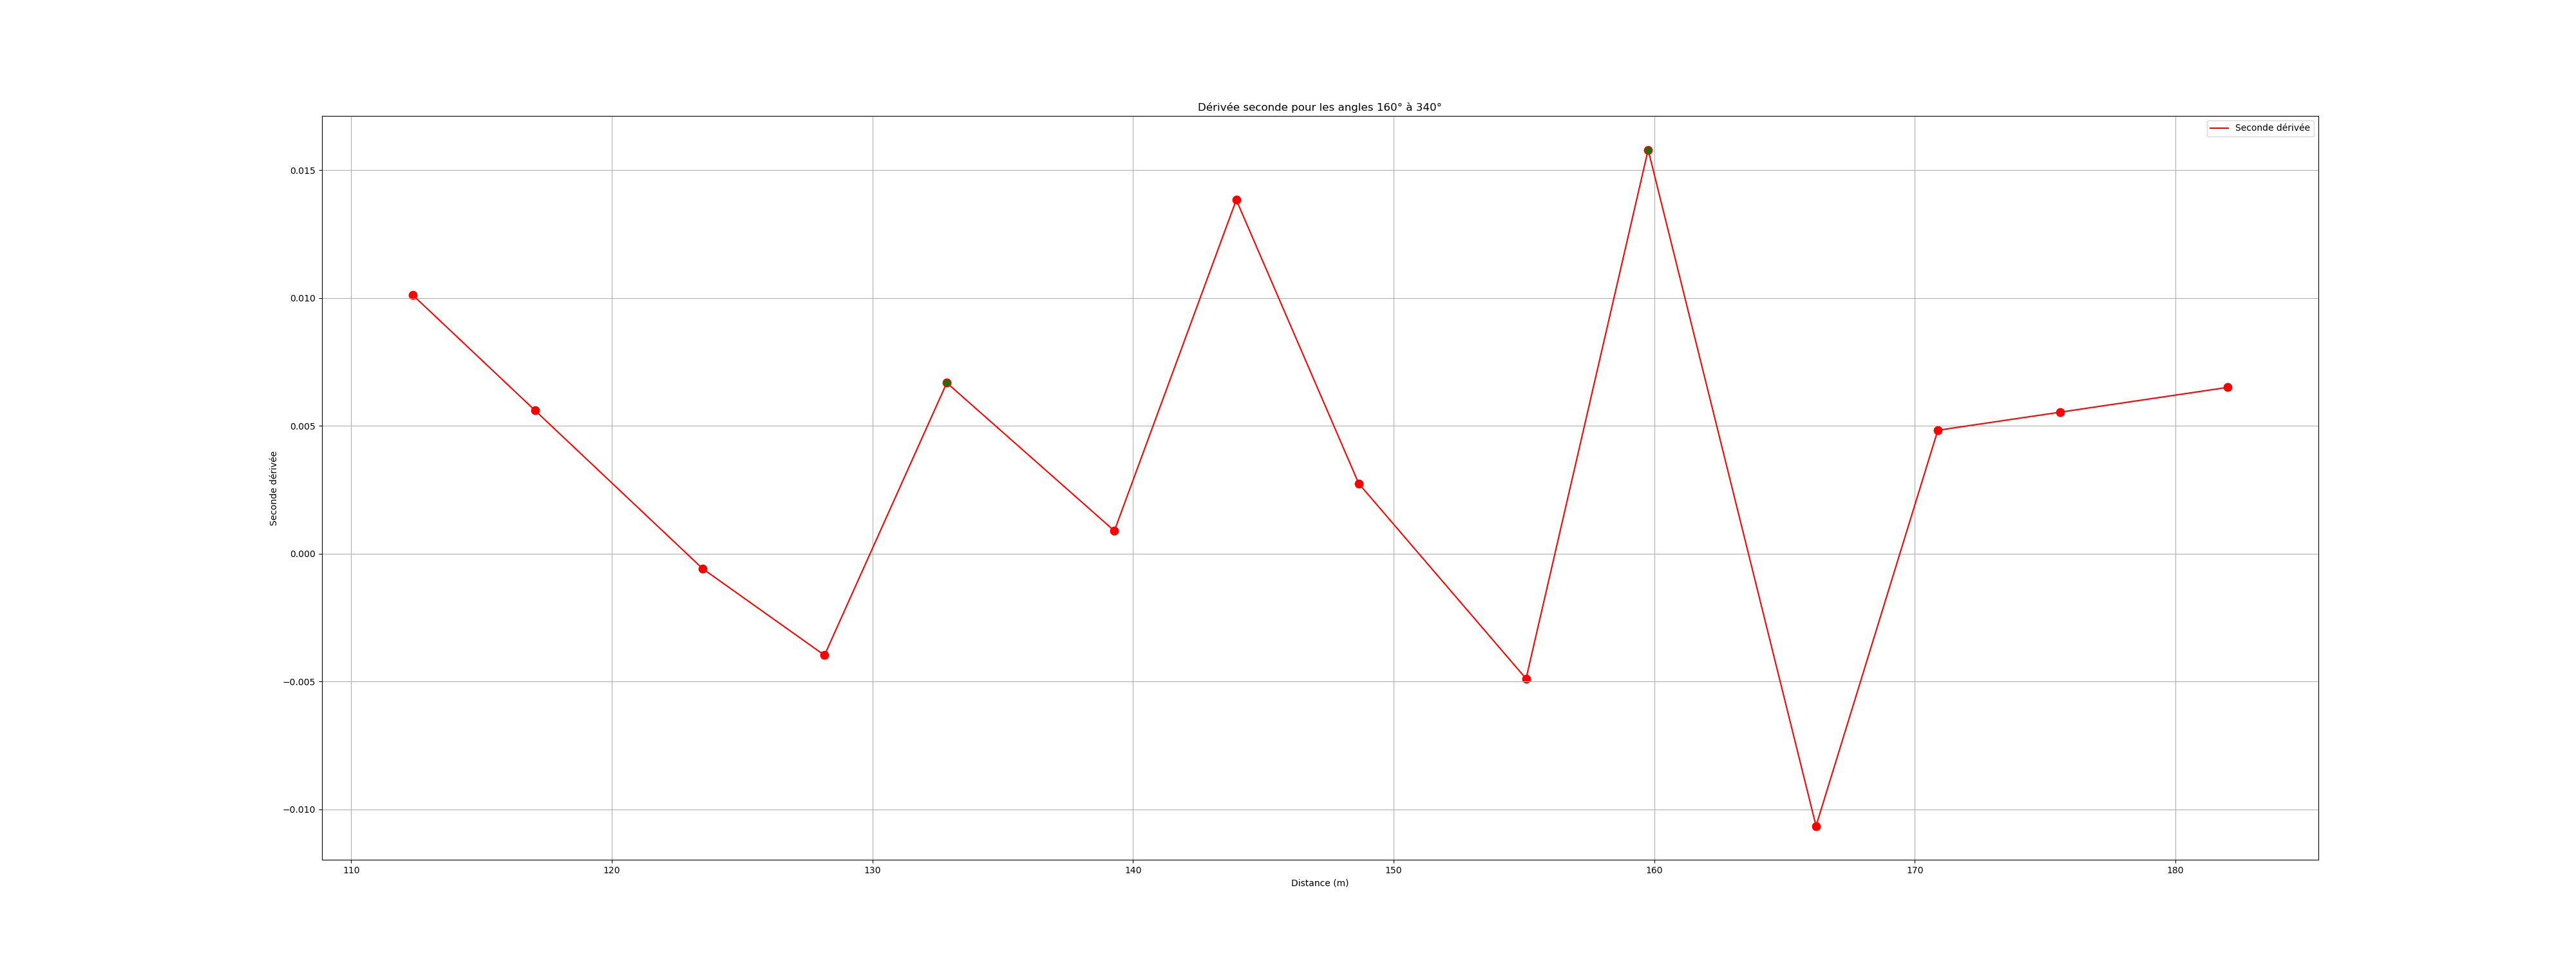 Dérivée seconde pour les angles 160° à 340°
Seconde dérivée
0.015
0.010
0.005
0.000
−0.005
−0.010
Seconde dérivée
110 120 130 140 150 160 170 180
Distance (m)